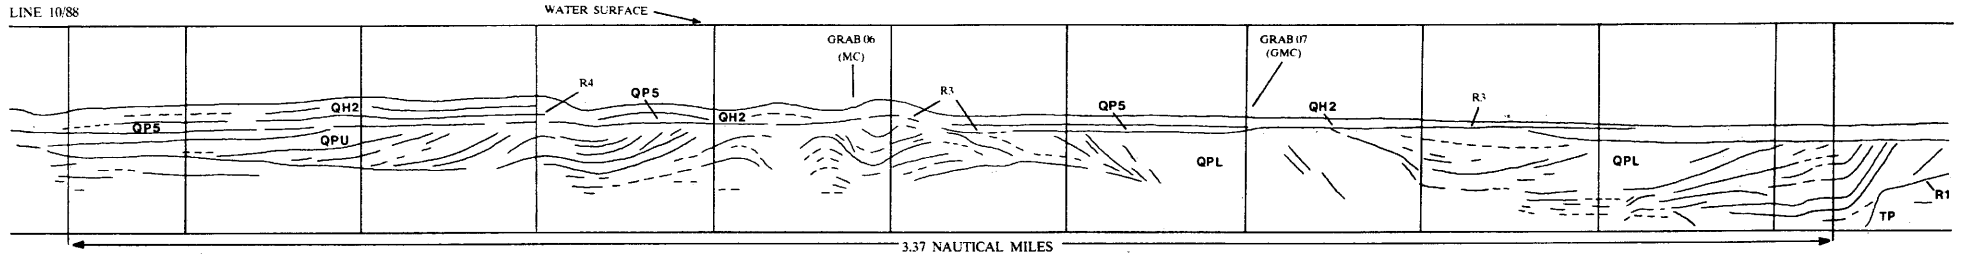 LINE 10/88
WATER SURFACE
GRAB 06
(MC)
GRAB 07
(GMC)
R4
QP5
R3
QP5
QH2
R3
QH2
QH2
QP5
QPU
QPL
QPL
R1
TP
3.37 NAUTICAL MILES